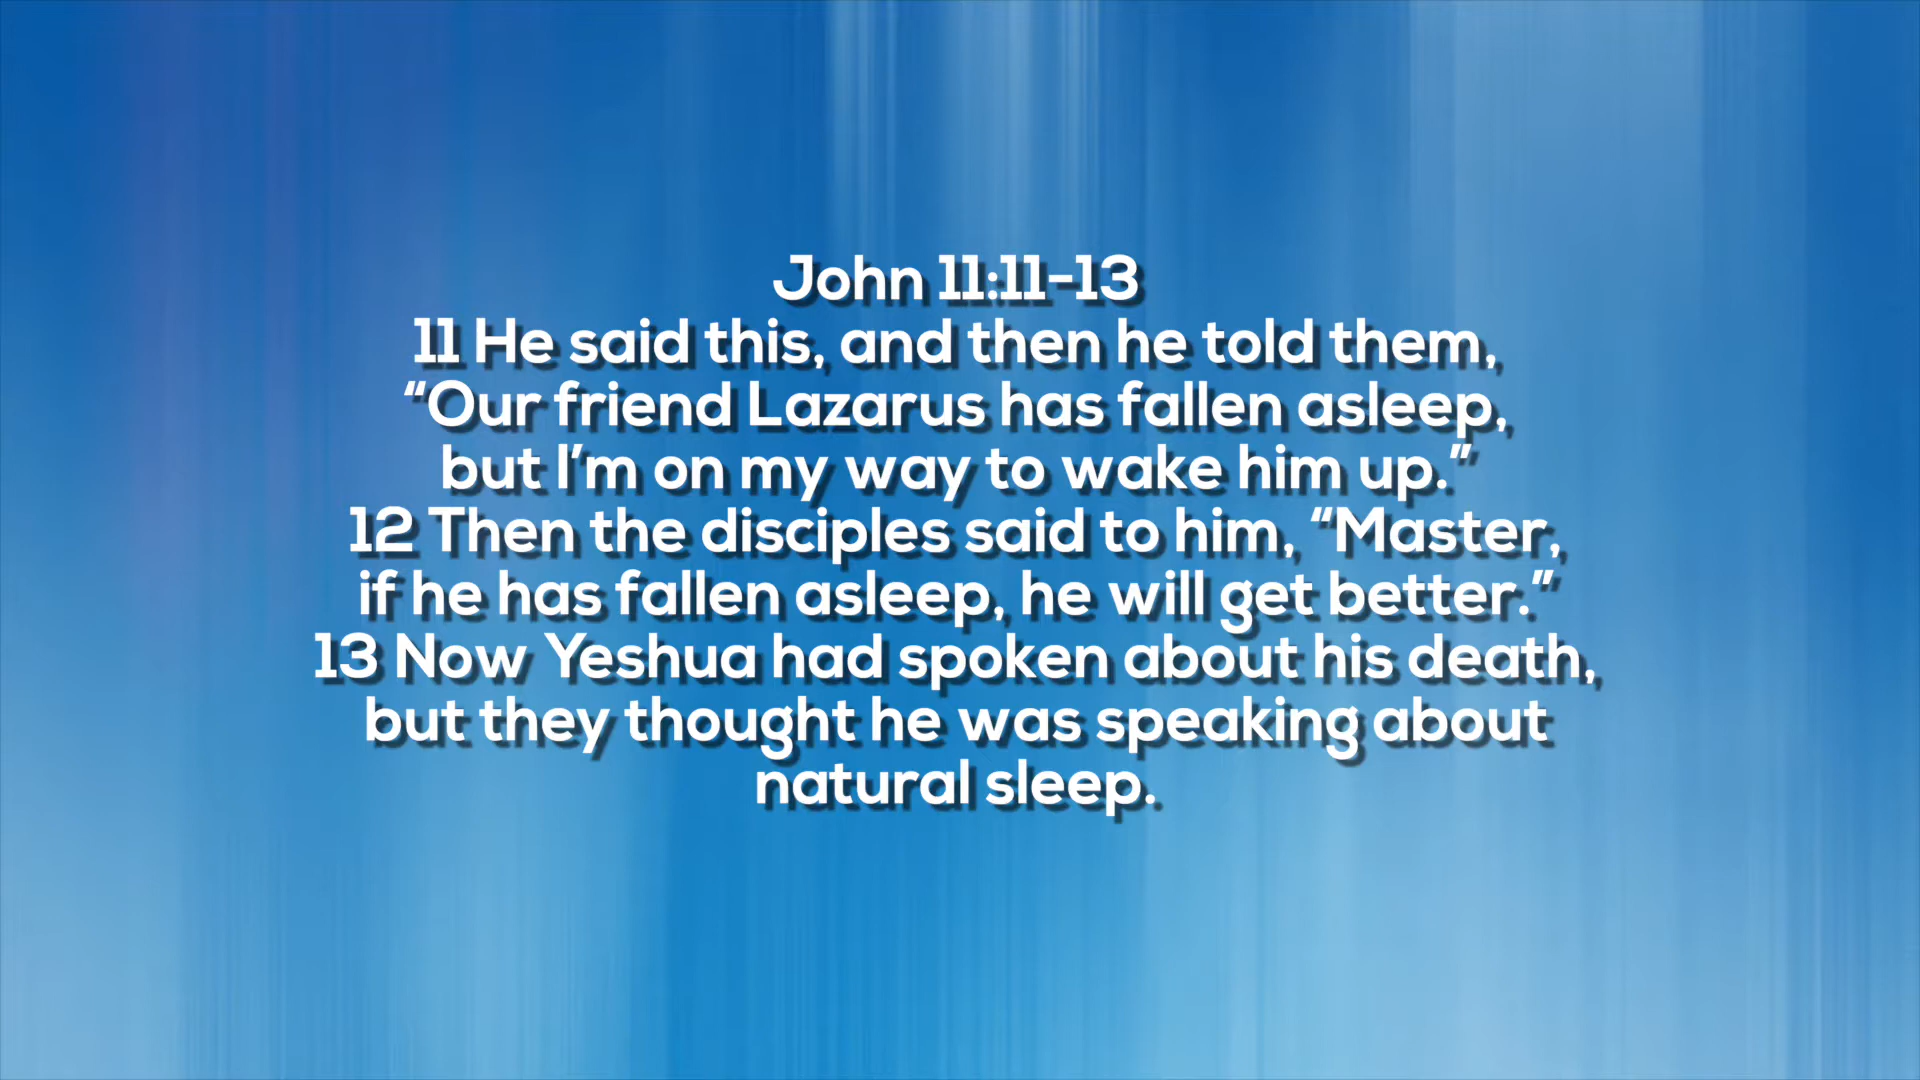 John 11:11-13
11 He said this, and then he told them,
“Our friend Lazarus has fallen asleep,
but I’m on my way to wake him up.”
12 Then the disciples said to him, “Master,
if he has fallen asleep, he will get better.”
13 Now Yeshua had spoken about his death,
but they thought he was speaking about
natural sleep.